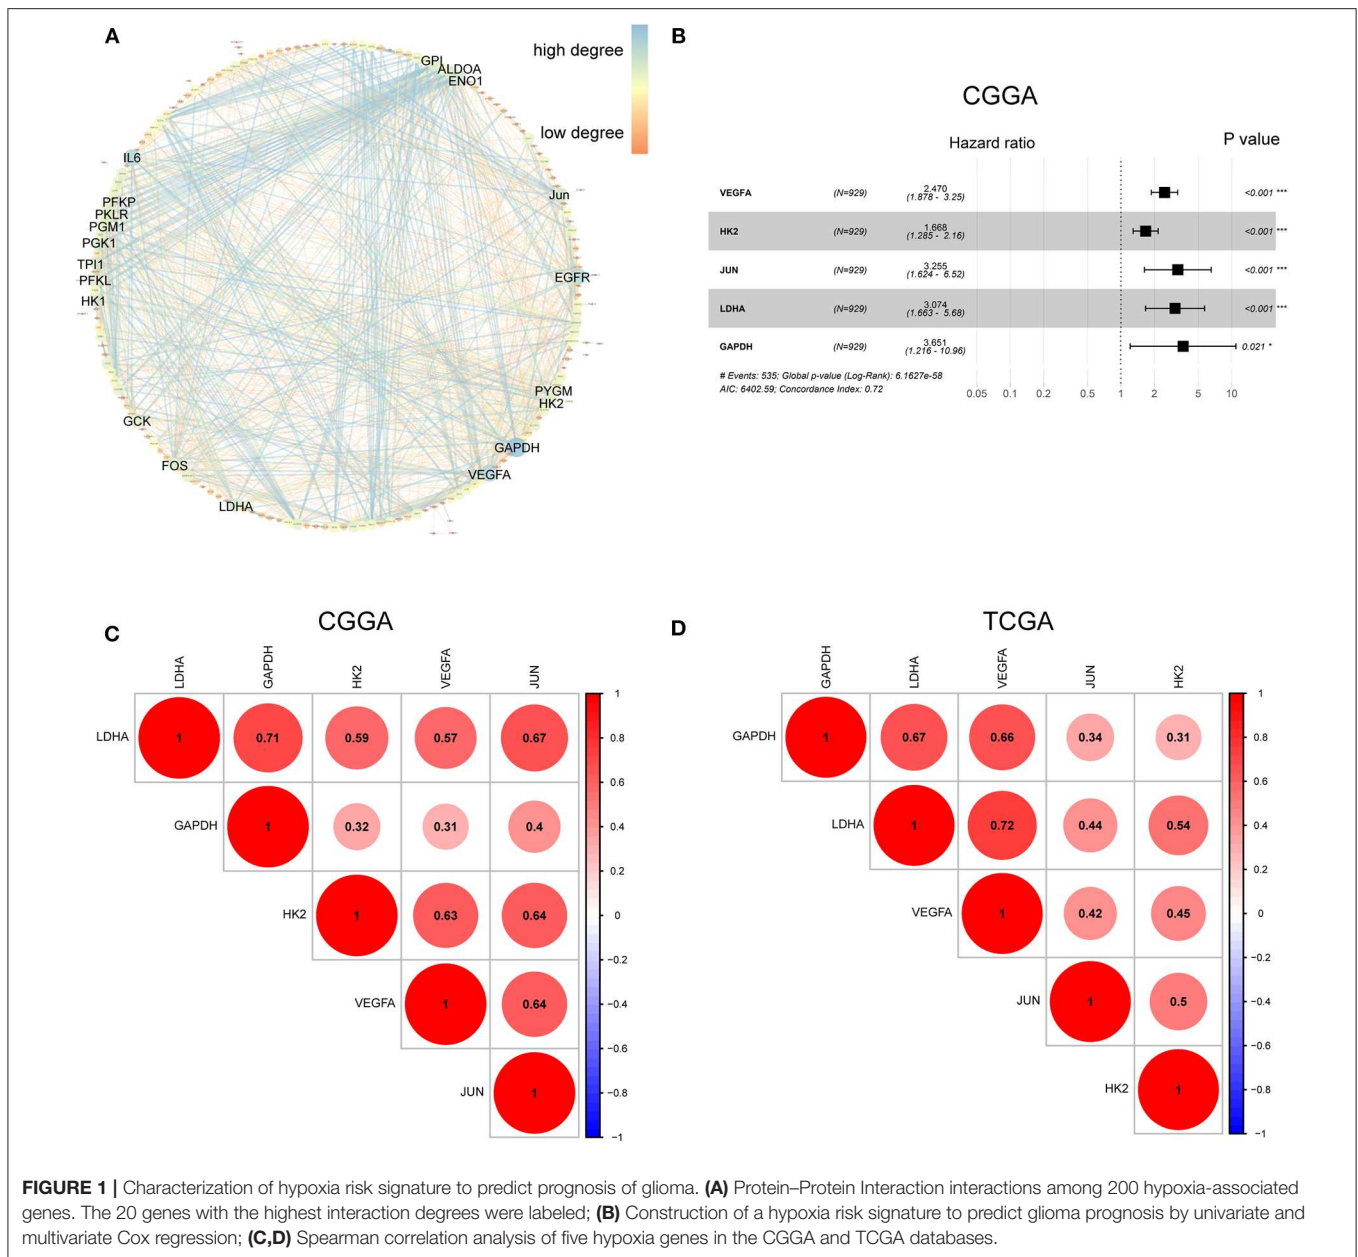 A
high degree
low degree
GPI
ALDOA
ENO1
IL6
Jun
PFKP
PKLR
PGM1
PGK1
TPI1
PFKL
HK1
EGFR
PYGM
HK2
GCK
GAPDH
FOS
VEGFA
LDHA
B
CGGA
Hazard ratio P value
VEGFA (N=929) 2.470 (1.878 - 3.25) <0.001 ***
HK2 (N=929) 1.668 (1.285 - 2.16) <0.001 ***
JUN (N=929) 3.255 (1.624 - 6.52) <0.001 ***
LDHA (N=929) 3.074 (1.663 - 5.68) <0.001 ***
GAPDH (N=929) 3.651 (1.216 - 10.96) 0.021 *
# Events: 535; Global p-value (Log-Rank): 6.1627e-58
AIC: 6402.59; Concordance Index: 0.72
0.05 0.1 0.2 0.5 1 2 5 10
C
CGGA
LDHA GAPDH HK2 VEGFA JUN
LDHA 1 0.71 0.59 0.57 0.67
GAPDH 1 0.32 0.31 0.4
HK2 1 0.63 0.64
VEGFA 1 0.64
JUN 1
1
0.8
0.6
0.4
0.2
0
−0.2
−0.4
−0.6
−0.8
−1
D
TCGA
GAPDH LDHA VEGFA JUN HK2
GAPDH 1 0.67 0.66 0.34 0.31
LDHA 1 0.72 0.44 0.54
VEGFA 1 0.42 0.45
JUN 1 0.5
HK2 1
1
0.8
0.6
0.4
0.2
0
−0.2
−0.4
−0.6
−0.8
−1
FIGURE 1 | Characterization of hypoxia risk signature to predict prognosis of glioma. (A) Protein–Protein Interaction interactions among 200 hypoxia-associated
genes. The 20 genes with the highest interaction degrees were labeled; (B) Construction of a hypoxia risk signature to predict glioma prognosis by univariate and
multivariate Cox regression; (C,D) Spearman correlation analysis of five hypoxia genes in the CGGA and TCGA databases.